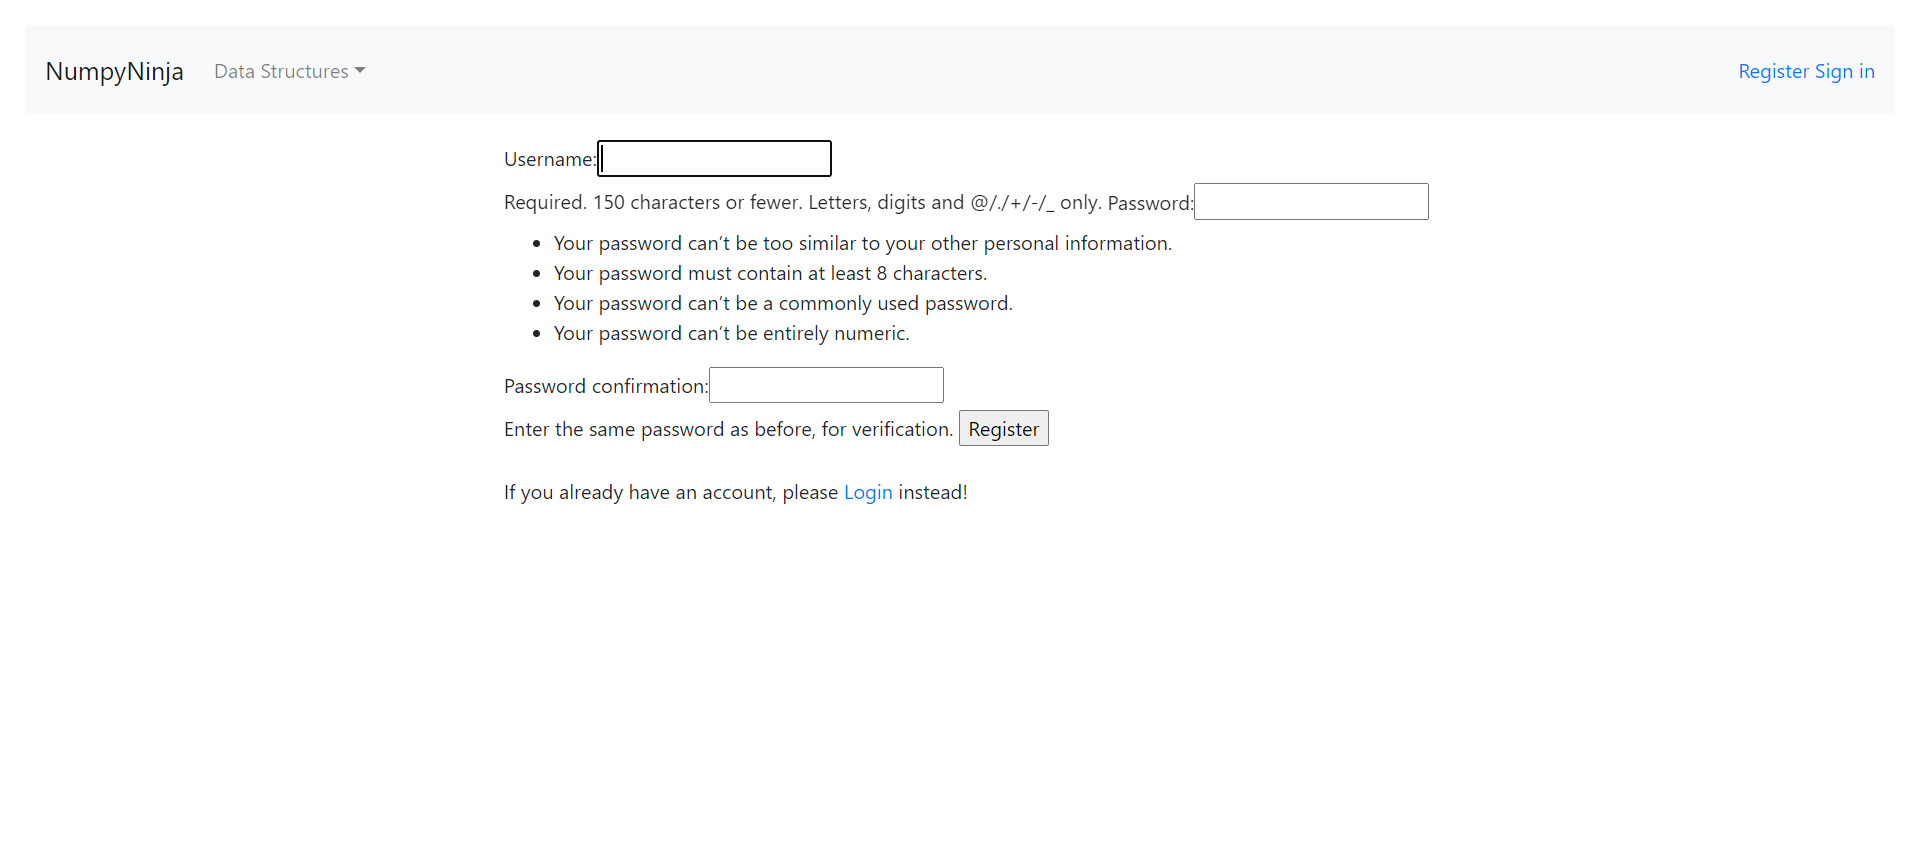 NumpyNinja Data Structures Register Sign in
Username:
Required. 150 characters or fewer. Letters, digits and @/./+/-/_ only. Password:
• Your password can’t be too similar to your other personal information.
• Your password must contain at least 8 characters.
• Your password can’t be a commonly used password.
• Your password can’t be entirely numeric.
Password confirmation:
Enter the same password as before, for verification. Register
If you already have an account, please Login instead!